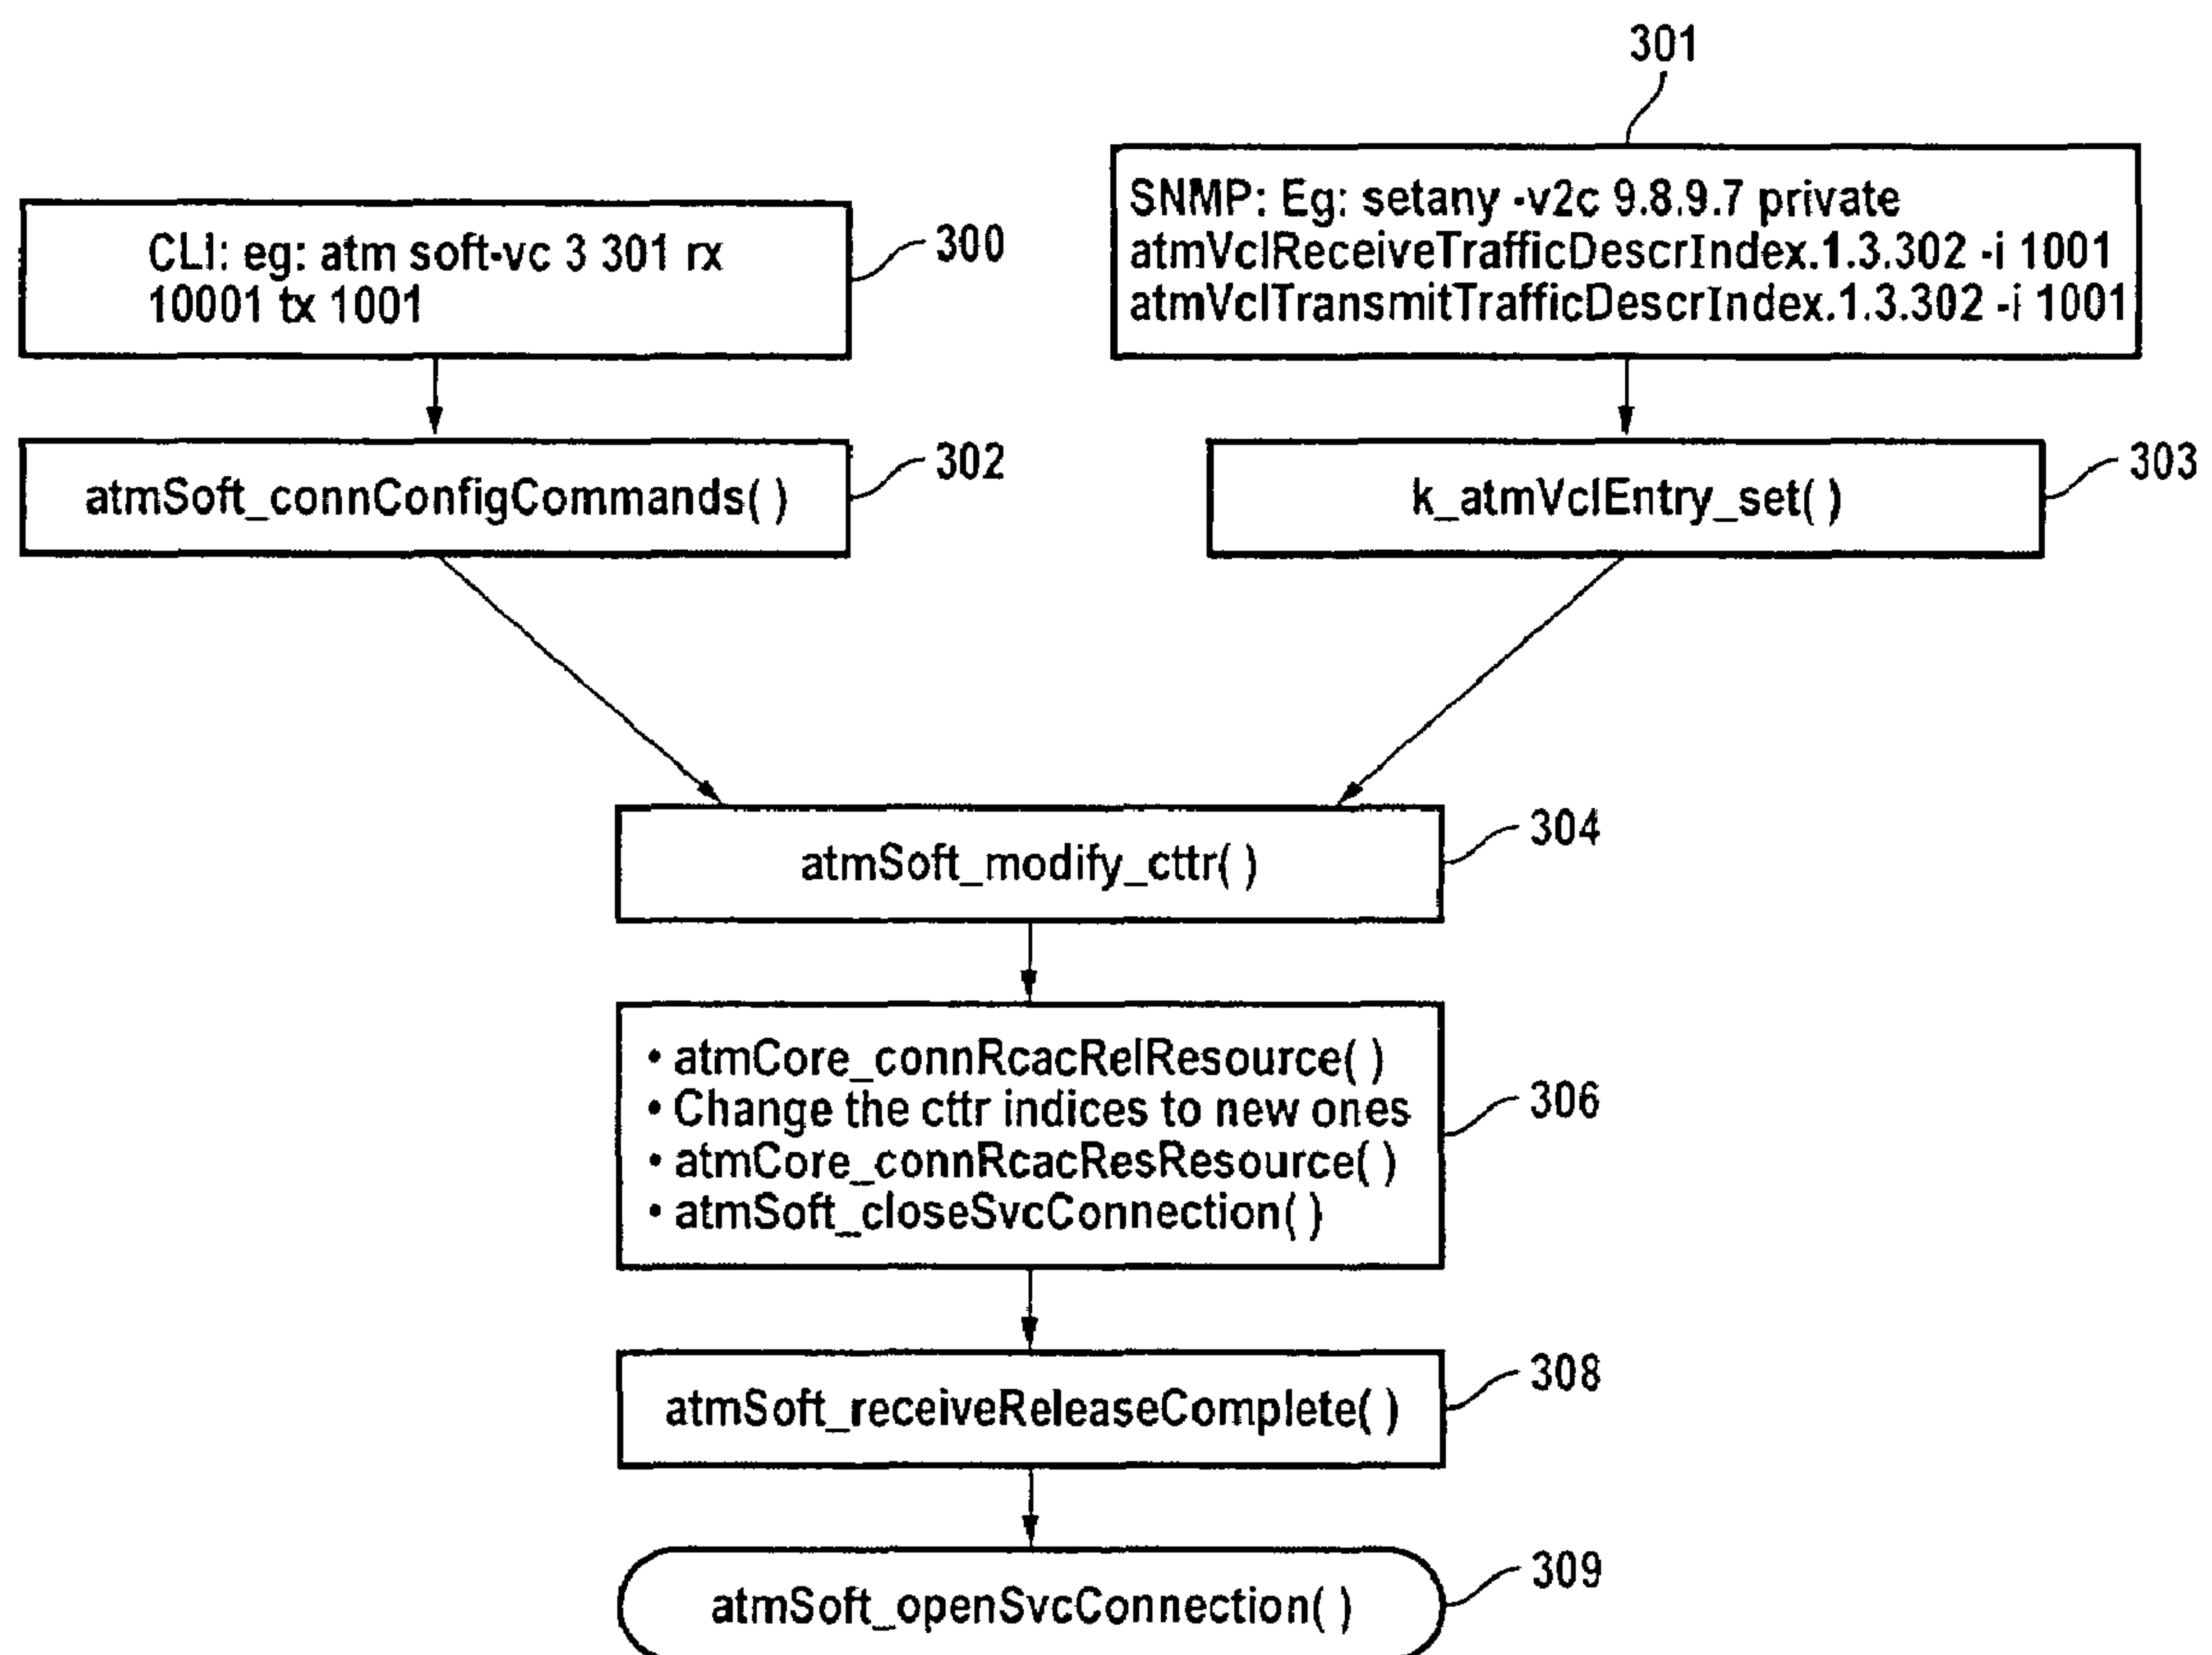 301
SNMP: Eg: setany -v2c 9.8.9.7 private
atmVclReceiveTrafficDescrIndex.1.3.302 -i 1001
atmVclTransmitTrafficDescrIndex.1.3.302 -i 1001
CLI: eg: atm soft-vc 3 301 rx
10001 tx 1001
300
atmSoft_connConfigCommands( )
302
k_atmVclEntry_set( )
303
atmSoft_modify_cttr( )
304
• atmCore_connRcacRelResource( )
• Change the cttr indices to new ones
• atmCore_connRcacResResource( )
• atmSoft_closeSvcConnection( )
306
atmSoft_receiveReleaseComplete( )
308
atmSoft_openSvcConnection( )
309